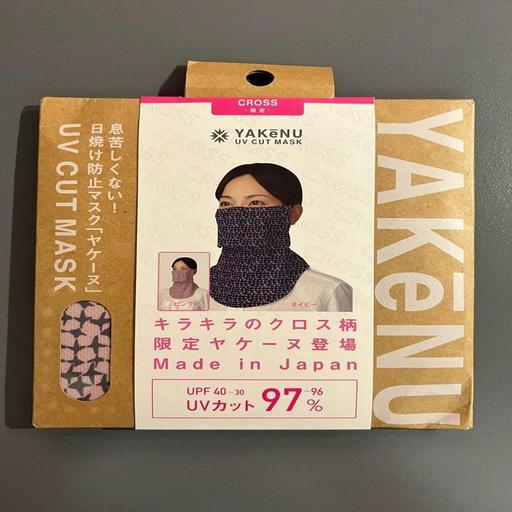 CROSS
・限定・
YAKēNU
UV CUT MASK
ピンク
ネイビー
キラキラのクロス柄
限定ヤケーヌ登場
Made in Japan
UPF 40~30
UVカット 97~96%
息苦しくない！
日焼け防止マスク「ヤケーヌ」
UV CUT MASK
YAKēNU